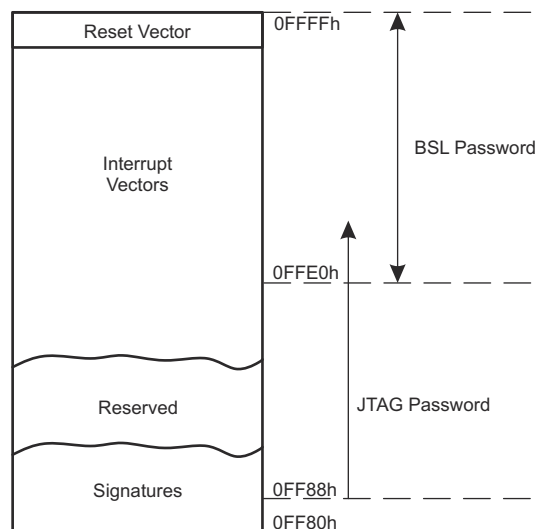 Reset Vector
0FFFFh
BSL Password
Interrupt
Vectors
0FFE0h
JTAG Password
Reserved
Signatures
0FF88h
0FF80h